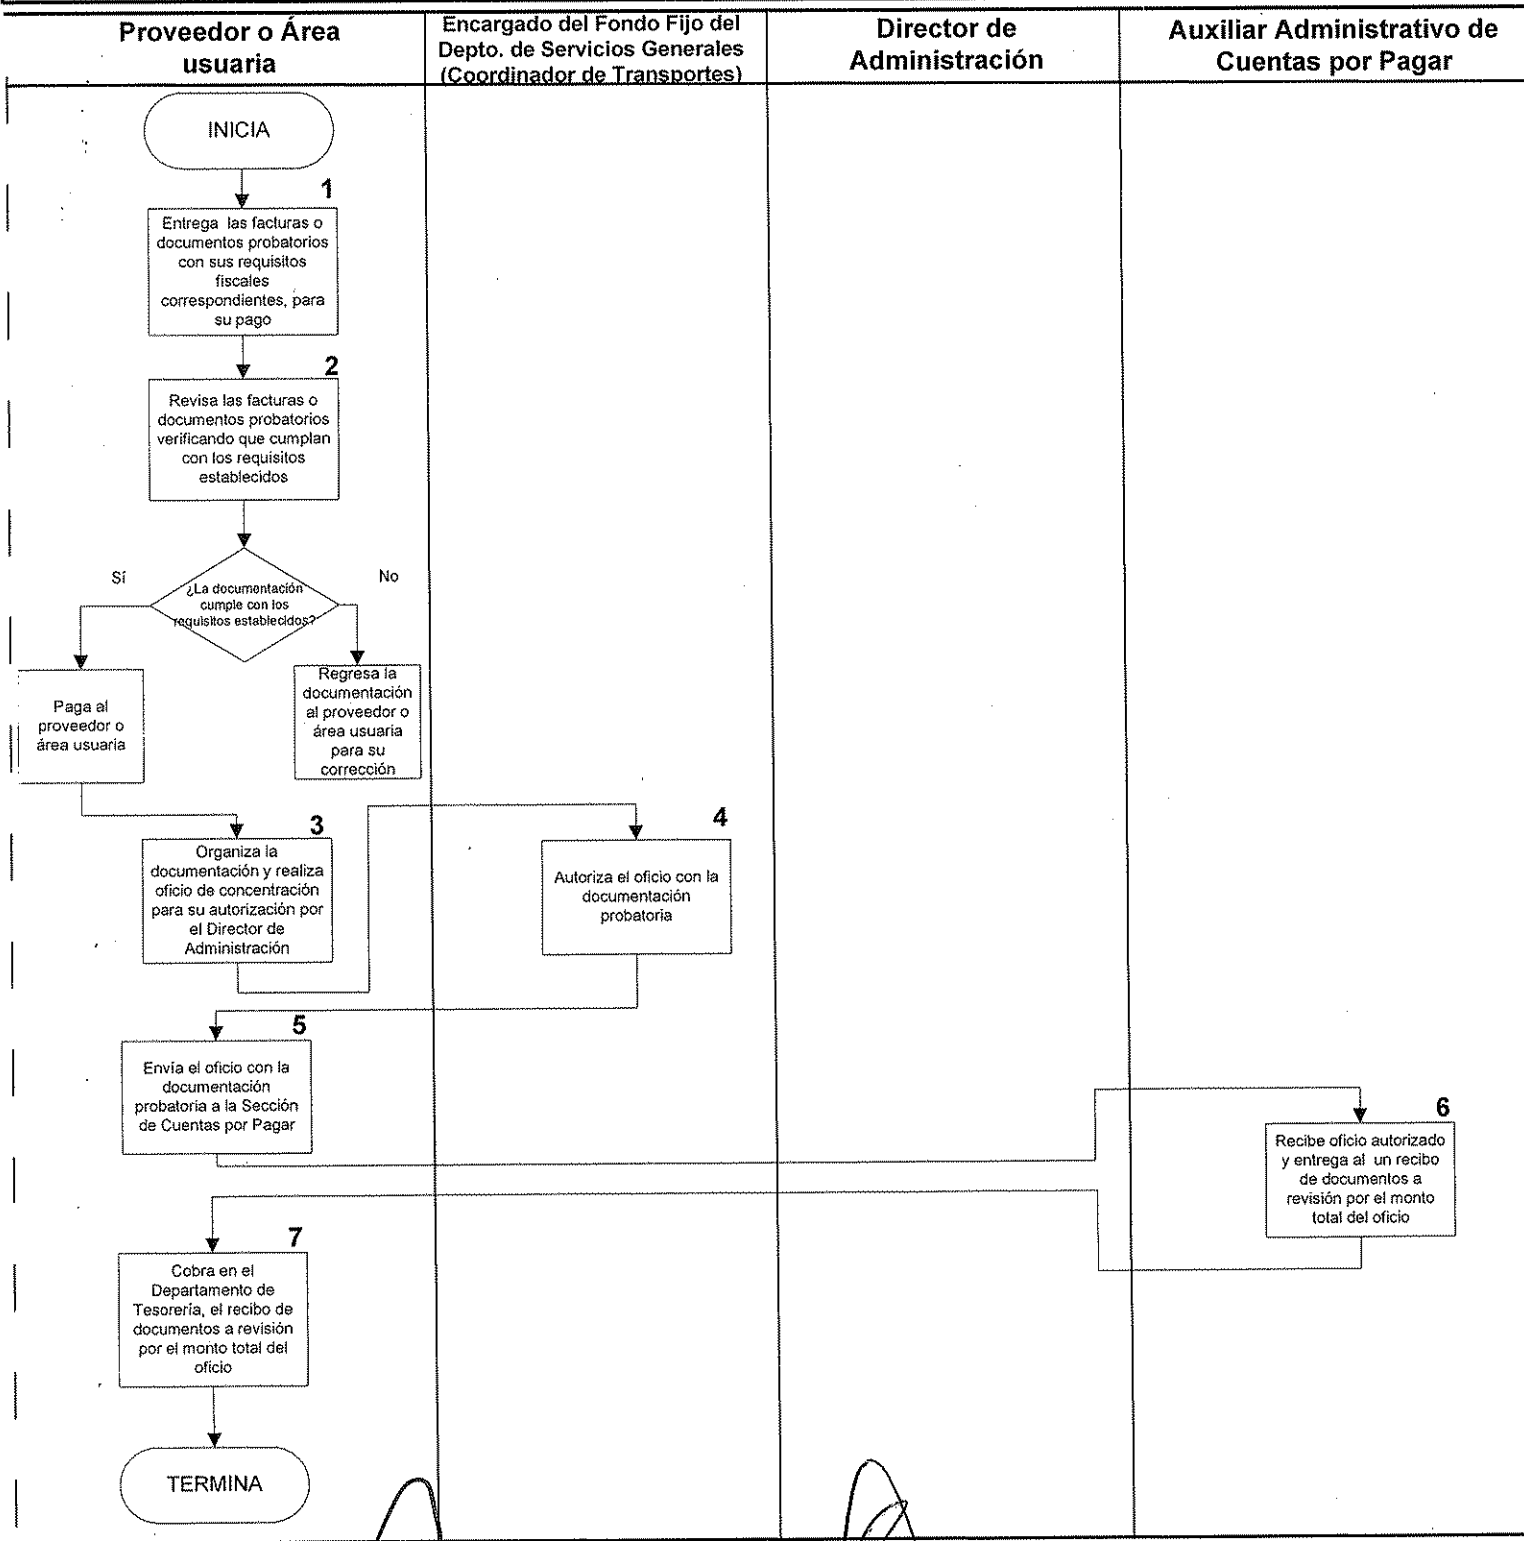 Proveedor o Área
usuaria
Encargado del Fondo Fijo del
Depto. de Servicios Generales
(Coordinador de Transportes)
Director de
Administración
Auxiliar Administrativo de
Cuentas por Pagar
INICIA
1
Entrega las facturas o
documentos probatorios
con sus requisitos
fiscales
correspondientes, para
su pago
2
Revisa las facturas o
documentos probatorios
verificando que cumplan
con los requisitos
establecidos
Sí
¿La documentación
cumple con los
requisitos establecidos?
No
Paga al
proveedor o
área usuaria
Regresa la
documentación
al proveedor o
área usuaria
para su
corrección
3
Organiza la
documentación y realiza
oficio de concentración
para su autorización por
el Director de
Administración
4
Autoriza el oficio con la
documentación
probatoria
5
Envía el oficio con la
documentación
probatoria a la Sección
de Cuentas por Pagar
6
Recibe oficio autorizado
y entrega al un recibo
de documentos a
revisión por el monto
total del oficio
7
Cobra en el
Departamento de
Tesorería, el recibo de
documentos a revisión
por el monto total del
oficio
TERMINA